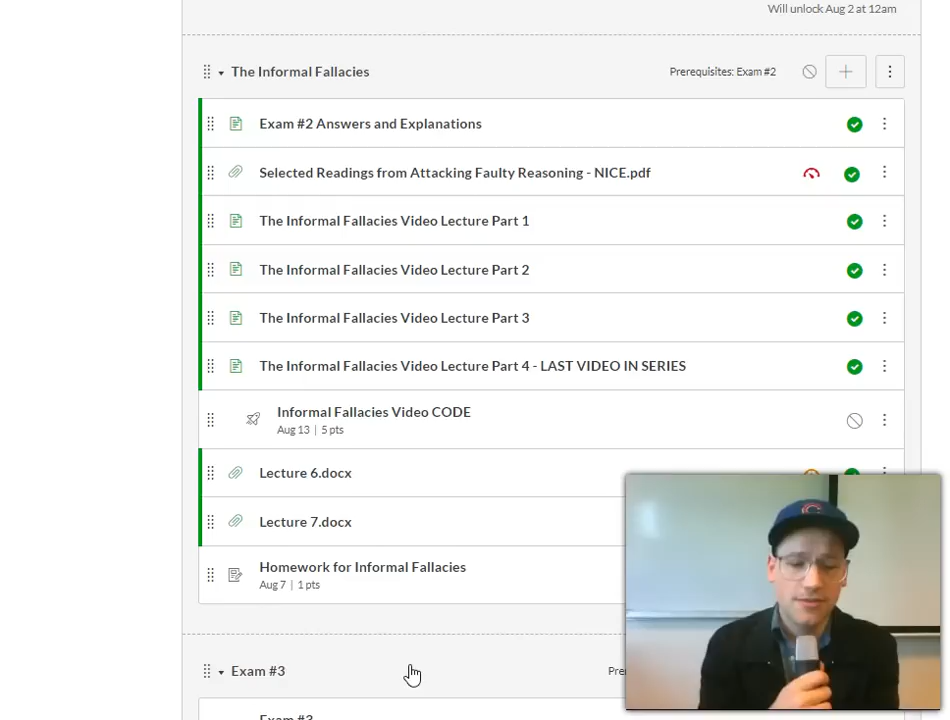 Will unlock Aug 2 at 12am
The Informal Fallacies
Prerequisites: Exam #2
Exam #2 Answers and Explanations
Selected Readings from Attacking Faulty Reasoning - NICE.pdf
The Informal Fallacies Video Lecture Part 1
The Informal Fallacies Video Lecture Part 2
The Informal Fallacies Video Lecture Part 3
The Informal Fallacies Video Lecture Part 4 - LAST VIDEO IN SERIES
Informal Fallacies Video CODE
Aug 13 | 5 pts
Lecture 6.docx
Lecture 7.docx
Homework for Informal Fallacies
Aug 7 | 1 pts
Exam #3
Exam #3